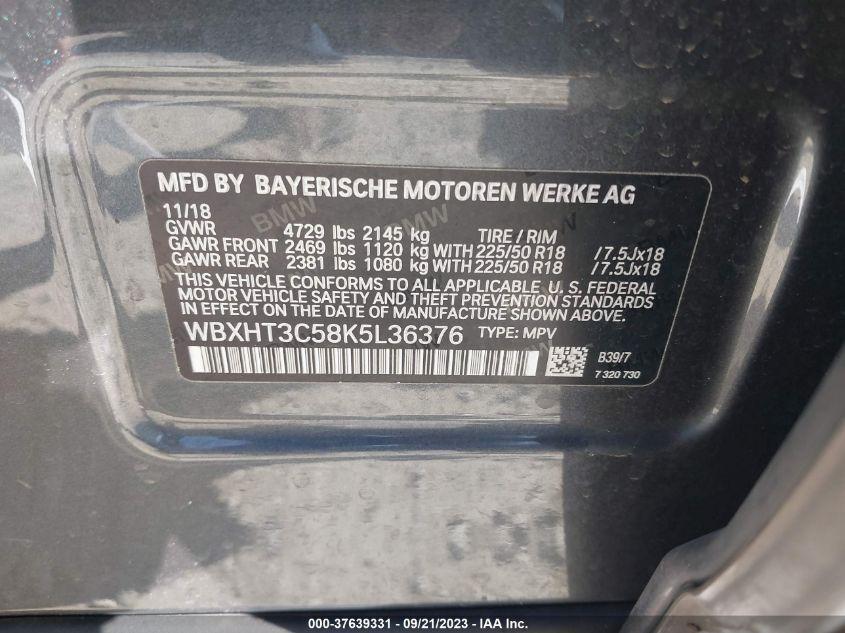 MFD BY BAYERISCHE MOTOREN WERKE AG
11/18
GVWR 4729 lbs 2145 kg TIRE / RIM
GAWR FRONT 2469 lbs 1120 kg WITH 225/50 R18 / 7.5Jx18
GAWR REAR 2381 lbs 1080 kg WITH 225/50 R18 / 7.5Jx18
THIS VEHICLE CONFORMS TO ALL APPLICABLE U. S. FEDERAL
MOTOR VEHICLE SAFETY AND THEFT PREVENTION STANDARDS
IN EFFECT ON DATE OF MANUFACTURE SHOWN ABOVE.
WBXHT3C58K5L36376 TYPE: MPV
B39/7
7 320 730
000-37639331 - 09/21/2023 - IAA Inc.